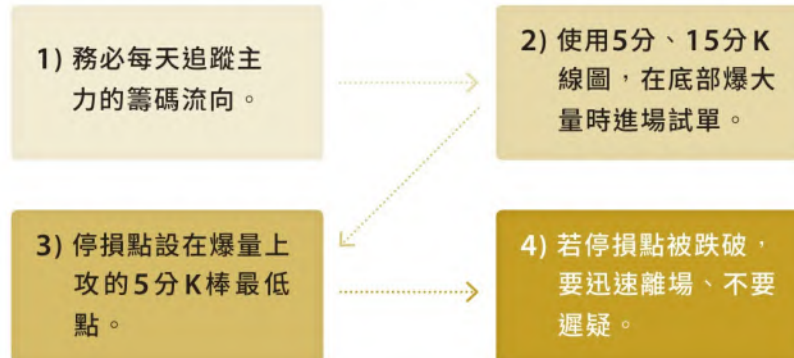 1) 務必每天追蹤主
力的籌碼流向。
2) 使用5分、15分K
線圖，在底部爆大
量時進場試單。
3) 停損點設在爆量上
攻的5分K棒最低
點。
4) 若停損點被跌破，
要迅速離場、不要
遲疑。